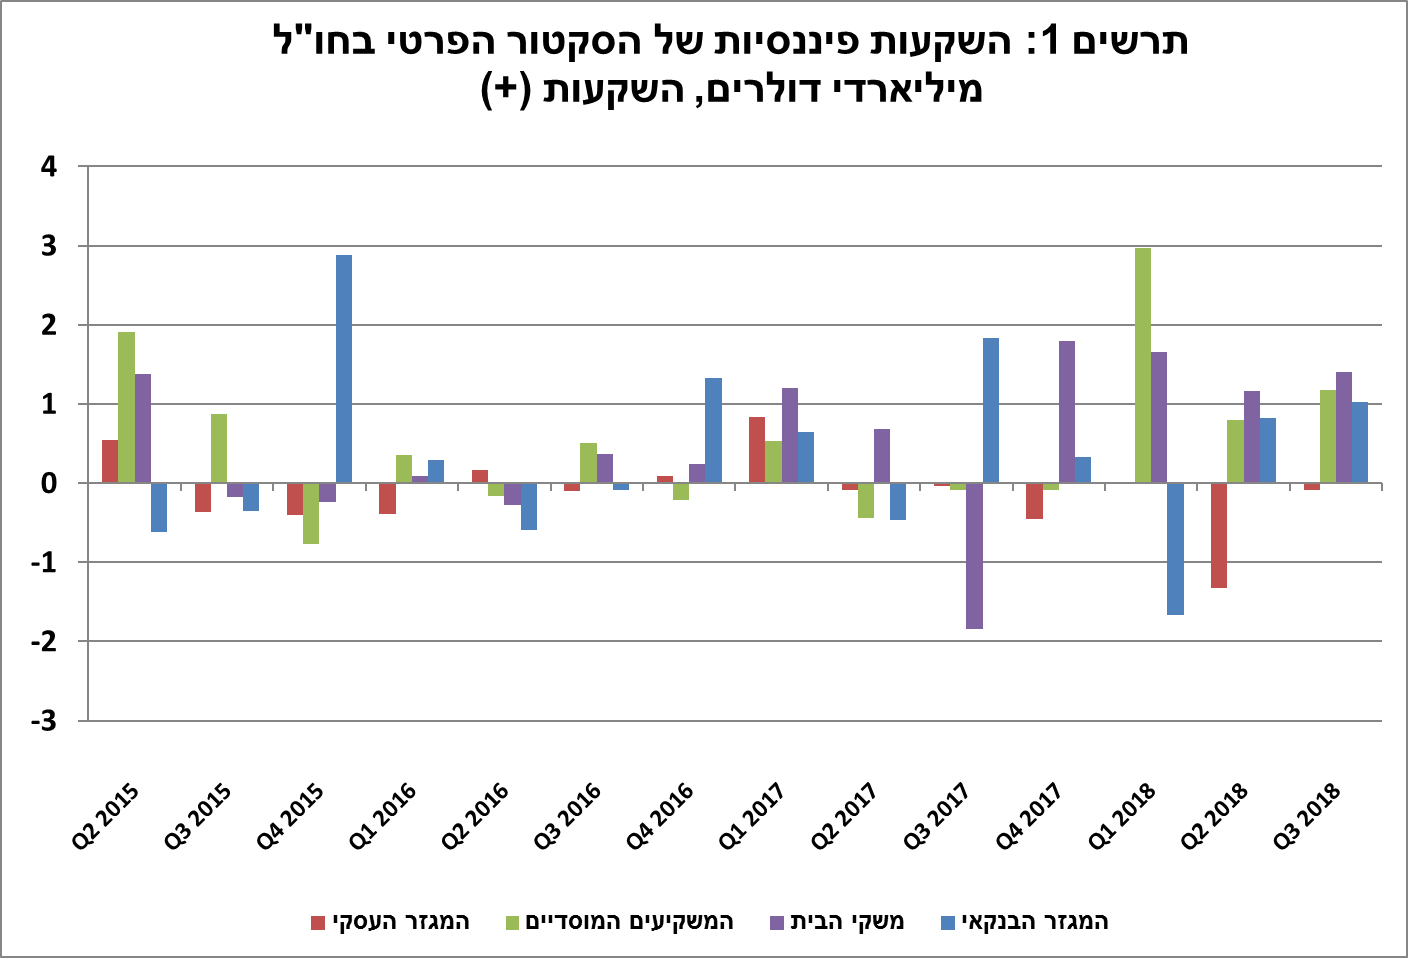 תרשים 1: השקעות פיננסיות של הסקטור הפרטי בחו"ל
מיליארדי דולרים, השקעות (+)
4
3
2
1
0
-1
-2
-3
Q2 2015
Q3 2015
Q4 2015
Q1 2016
Q2 2016
Q3 2016
Q4 2016
Q1 2017
Q2 2017
Q3 2017
Q4 2017
Q1 2018
Q2 2018
Q3 2018
המגזר העסקי
המשקיעים המוסדיים
משקי הבית
המגזר הבנקאי